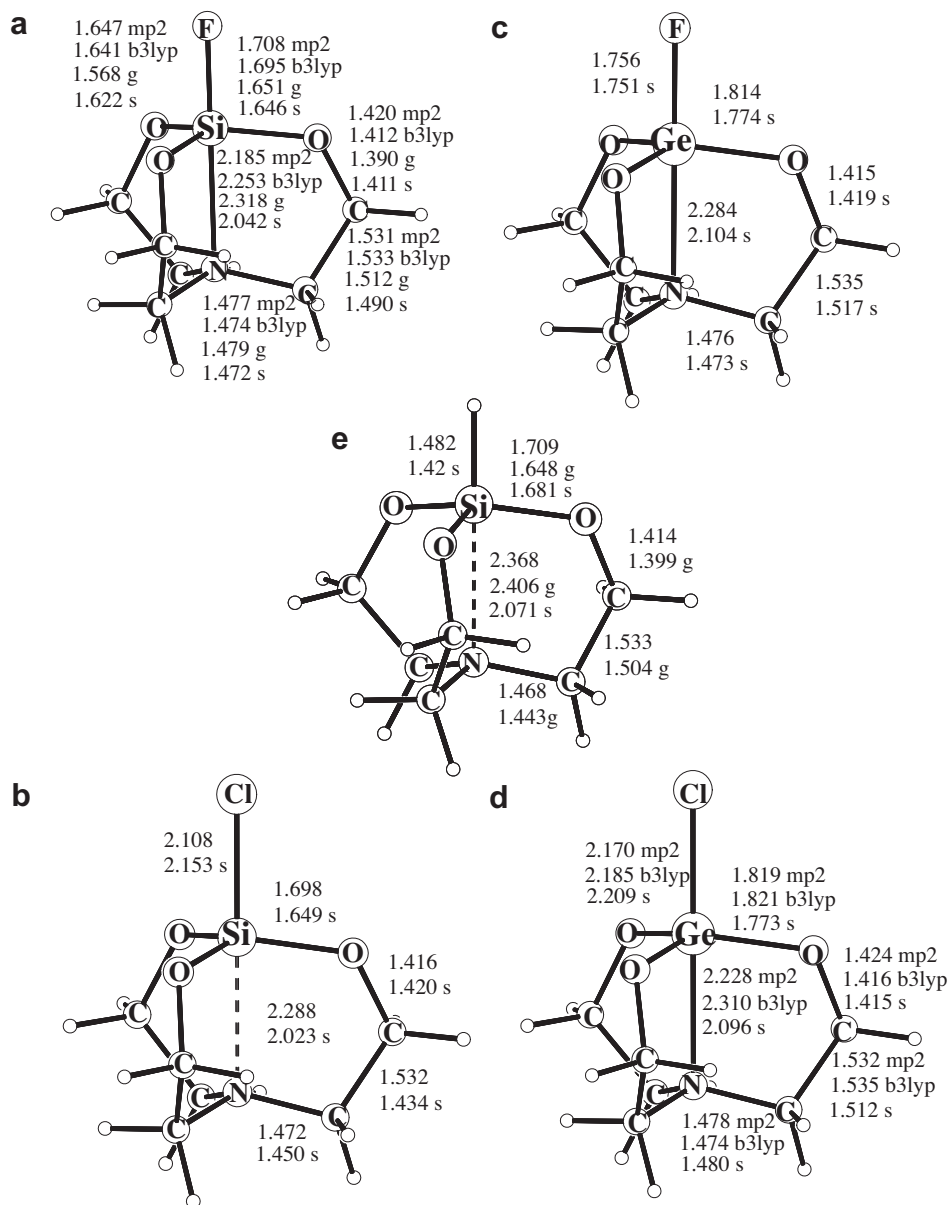 a
F
1.647 mp2
1.641 b3lyp
1.568 g
1.622 s
1.708 mp2
1.695 b3lyp
1.651 g
1.646 s
O
Si
O
O
1.420 mp2
1.412 b3lyp
1.390 g
1.411 s
2.185 mp2
2.253 b3lyp
2.318 g
2.042 s
C
C
C
1.531 mp2
1.533 b3lyp
1.512 g
1.490 s
C
N
C
C
1.477 mp2
1.474 b3lyp
1.479 g
1.472 s
c
F
1.756
1.751 s
1.814
1.774 s
O
Ge
O
O
1.415
1.419 s
2.284
2.104 s
C
C
C
1.535
1.517 s
C
N
C
C
1.476
1.473 s
e
1.482
1.42 s
1.709
1.648 g
1.681 s
O
Si
O
O
1.414
1.399 g
2.368
2.406 g
2.071 s
C
C
C
1.533
1.504 g
C
N
C
C
1.468
1.443g
b
Cl
2.108
2.153 s
1.698
1.649 s
O
Si
O
O
1.416
1.420 s
2.288
2.023 s
C
C
C
1.532
1.434 s
C
N
C
C
1.472
1.450 s
d
Cl
2.170 mp2
2.185 b3lyp
2.209 s
1.819 mp2
1.821 b3lyp
1.773 s
O
Ge
O
O
1.424 mp2
1.416 b3lyp
1.415 s
2.228 mp2
2.310 b3lyp
2.096 s
C
C
C
1.532 mp2
1.535 b3lyp
1.512 s
C
N
C
C
1.478 mp2
1.474 b3lyp
1.480 s